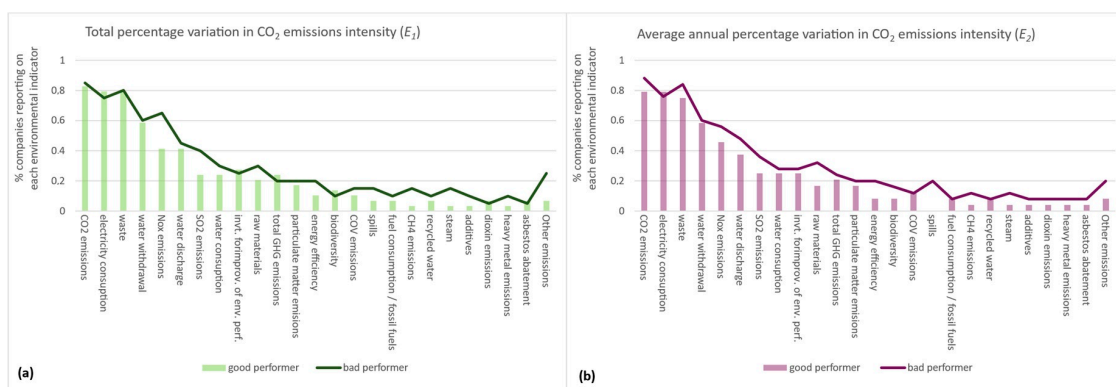 Total percentage variation in CO2 emissions intensity (E1)
% companies reporting on
each environmental indicator
1
0.8
0.6
0.4
0.2
0
CO2 emissions
electricity consuption
waste
water withdrawal
Nox emissions
water discharge
SO2 emissions
water consuption
invt. forimprov. of env. perf.
raw materials
total GHG emissions
particulate matter emisions
energy efficiency
biodiversity
COV emissions
spills
fuel consumption / fossil fuels
CH4 emissions
recycled water
steam
additives
dioxin emissions
heavy metal emissions
asbestoo abatement
Other emissions
good performer
bad performer
(a)
Average annual percentage variation in CO2 emissions intensity (E2)
% companies reporting on
each environmental indicator
1
0.8
0.6
0.4
0.2
0
CO2 emissions
electricity consuption
waste
water withdrawal
Nox emissions
water discharge
SO2 emissions
water consuption
invt. forimprov. of env. perf.
raw materials
total GHG emissions
particulate matter emissions
energy efficiency
biodiversity
COV emissions
spills
fuel consumption / fossil fuels
CH4 emissions
recycled water
steam
additives
dioxin emissions
heavy metal emissions
asbestoo abatement
Other emissions
good performer
bad performer
(b)